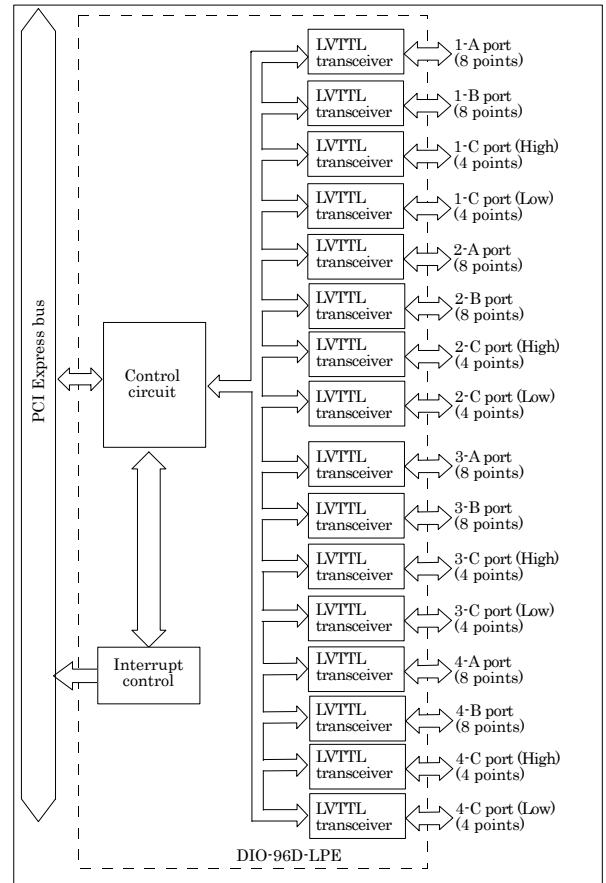 LVTTL
transceiver
1-A port
(8 points)
LVTTL
transceiver
1-B port
(8 points)
LVTTL
transceiver
1-C port (High)
(4 points)
LVTTL
transceiver
1-C port (Low)
(4 points)
LVTTL
transceiver
2-A port
(8 points)
LVTTL
transceiver
2-B port
(8 points)
LVTTL
transceiver
2-C port (High)
(4 points)
LVTTL
transceiver
2-C port (Low)
(4 points)
PCI Express bus
Control
circuit
LVTTL
transceiver
3-A port
(8 points)
LVTTL
transceiver
3-B port
(8 points)
LVTTL
transceiver
3-C port (High)
(4 points)
LVTTL
transceiver
3-C port (Low)
(4 points)
Interrupt
control
LVTTL
transceiver
4-A port
(8 points)
LVTTL
transceiver
4-B port
(8 points)
LVTTL
transceiver
4-C port (High)
(4 points)
LVTTL
transceiver
4-C port (Low)
(4 points)
DIO-96D-LPE